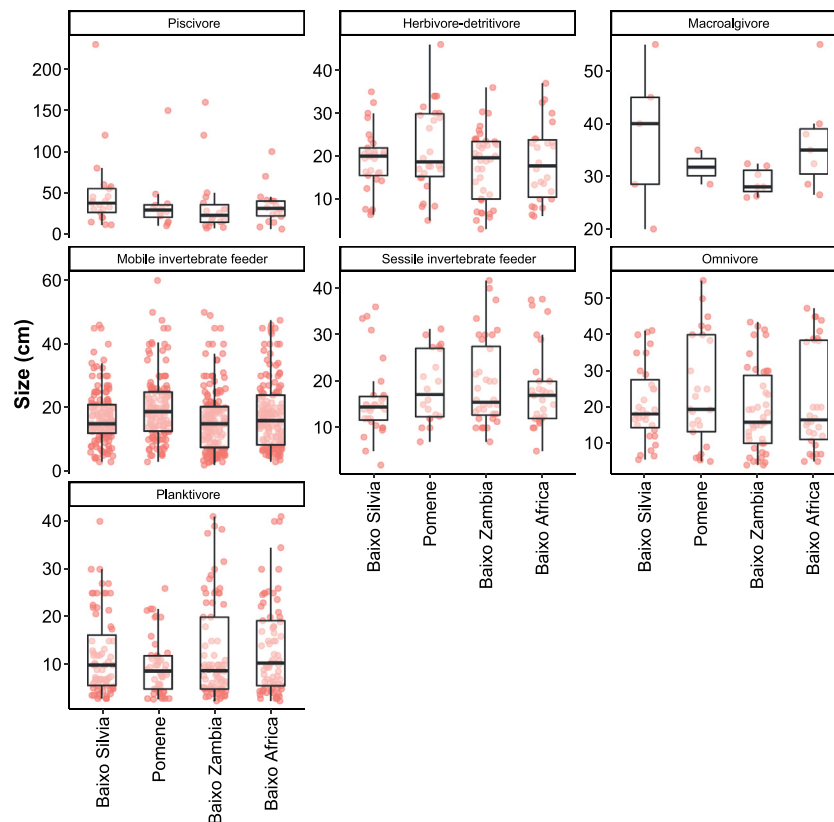 Piscivore
Herbivore-detritivore
Macroalgivore
200
150
100
50
0
40
30
20
10
50
40
30
20
Mobile invertebrate feeder
Sessile invertebrate feeder
Omnivore
Size (cm)
60
40
20
0
40
30
20
10
50
40
30
20
10
Planktivore
40
30
20
10
Baixo Silvia
Pomene
Baixo Zambia
Baixo Africa
Baixo Silvia
Pomene
Baixo Zambia
Baixo Africa
Baixo Silvia
Pomene
Baixo Zambia
Baixo Africa